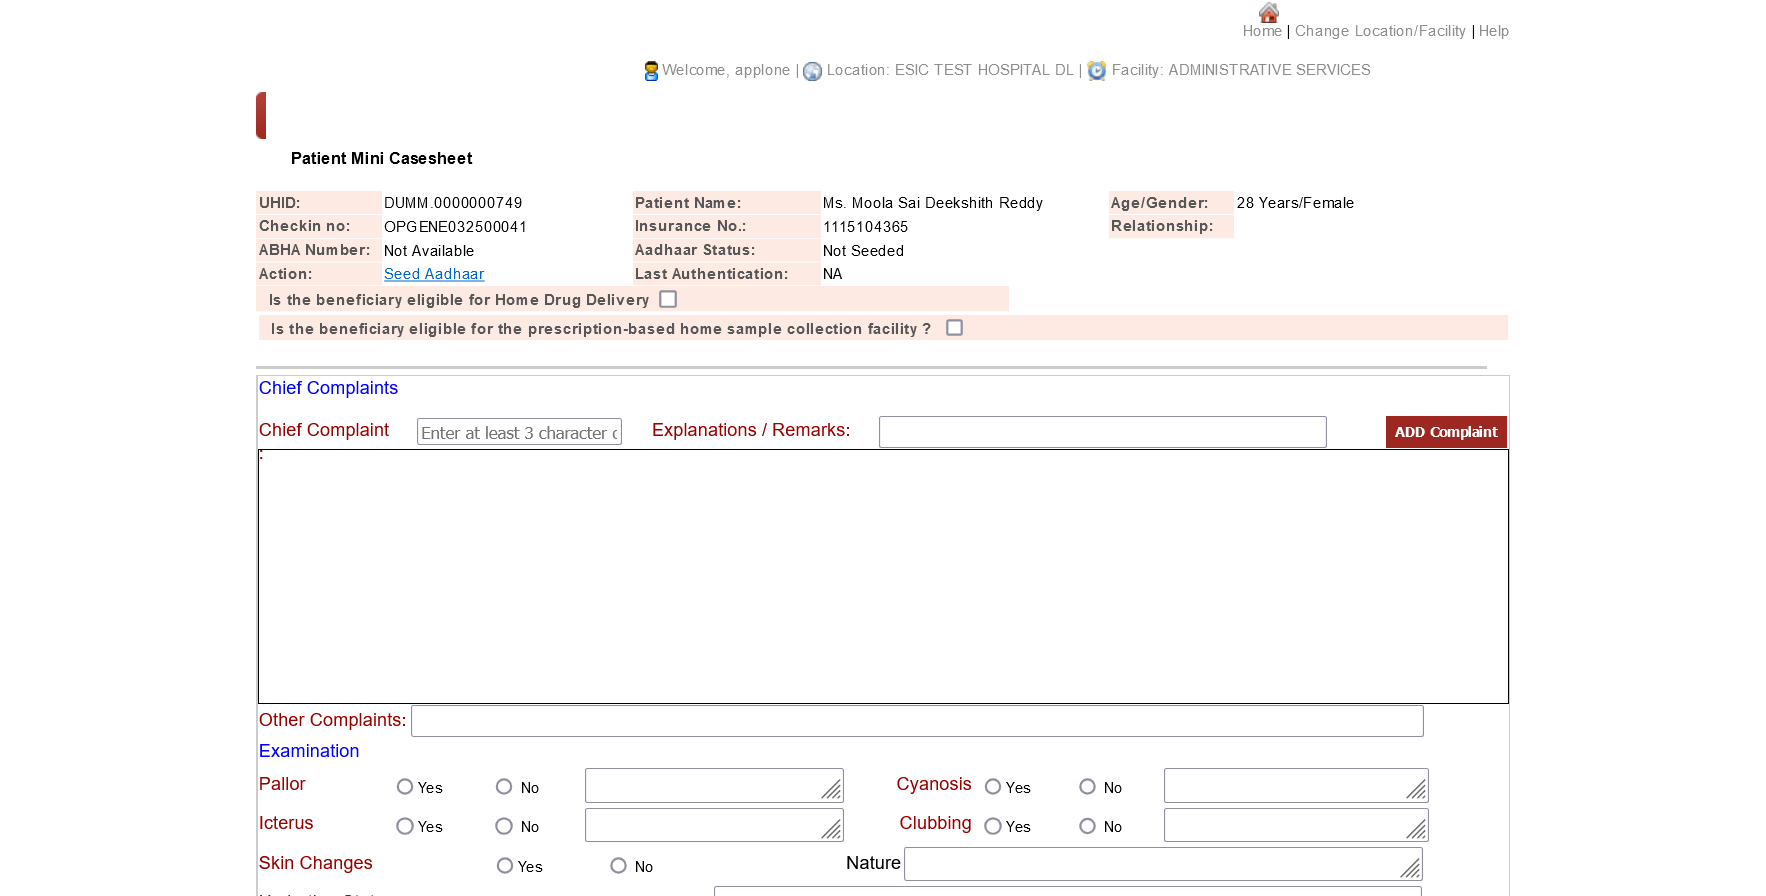 Home | Change Location/Facility | Help
Welcome, applone | Location: ESIC TEST HOSPITAL DL | Facility: ADMINISTRATIVE SERVICES
Patient Mini Casesheet
UHID: DUMM.0000000749 Patient Name: Ms. Moola Sai Deekshith Reddy Age/Gender: 28 Years/Female
Checkin no: OPGENE032500041 Insurance No.: 1115104365 Relationship:
ABHA Number: Not Available Aadhaar Status: Not Seeded
Action: Seed Aadhaar Last Authentication: NA
Is the beneficiary eligible for Home Drug Delivery
Is the beneficiary eligible for the prescription-based home sample collection facility ?
Chief Complaints
Chief Complaint Enter at least 3 character Explanations / Remarks: ADD Complaint
:
Other Complaints:
Examination
Pallor Yes No Cyanosis Yes No
Icterus Yes No Clubbing Yes No
Skin Changes Yes No Nature